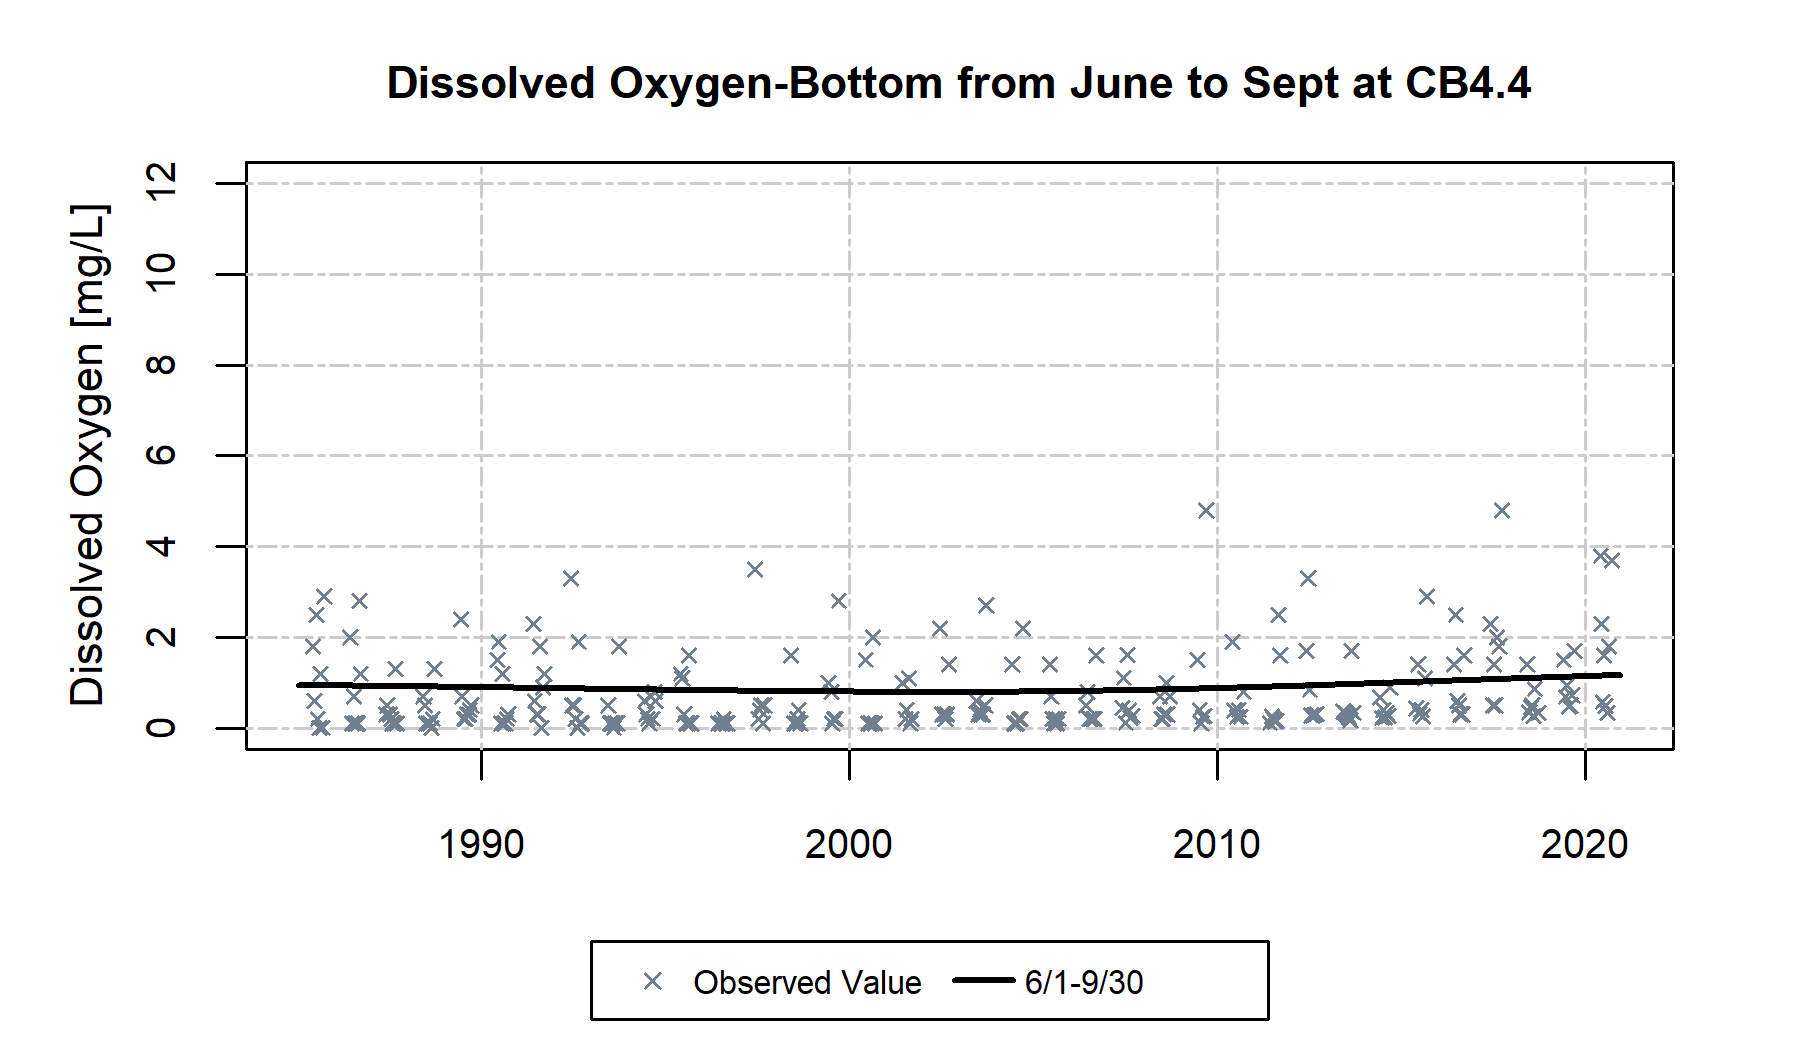 Dissolved Oxygen-Bottom from June to Sept at CB4.4
Dissolved Oxygen [mg/L]
12
10
8
6
4
2
0
1990 2000 2010 2020
Observed Value 6/1-9/30